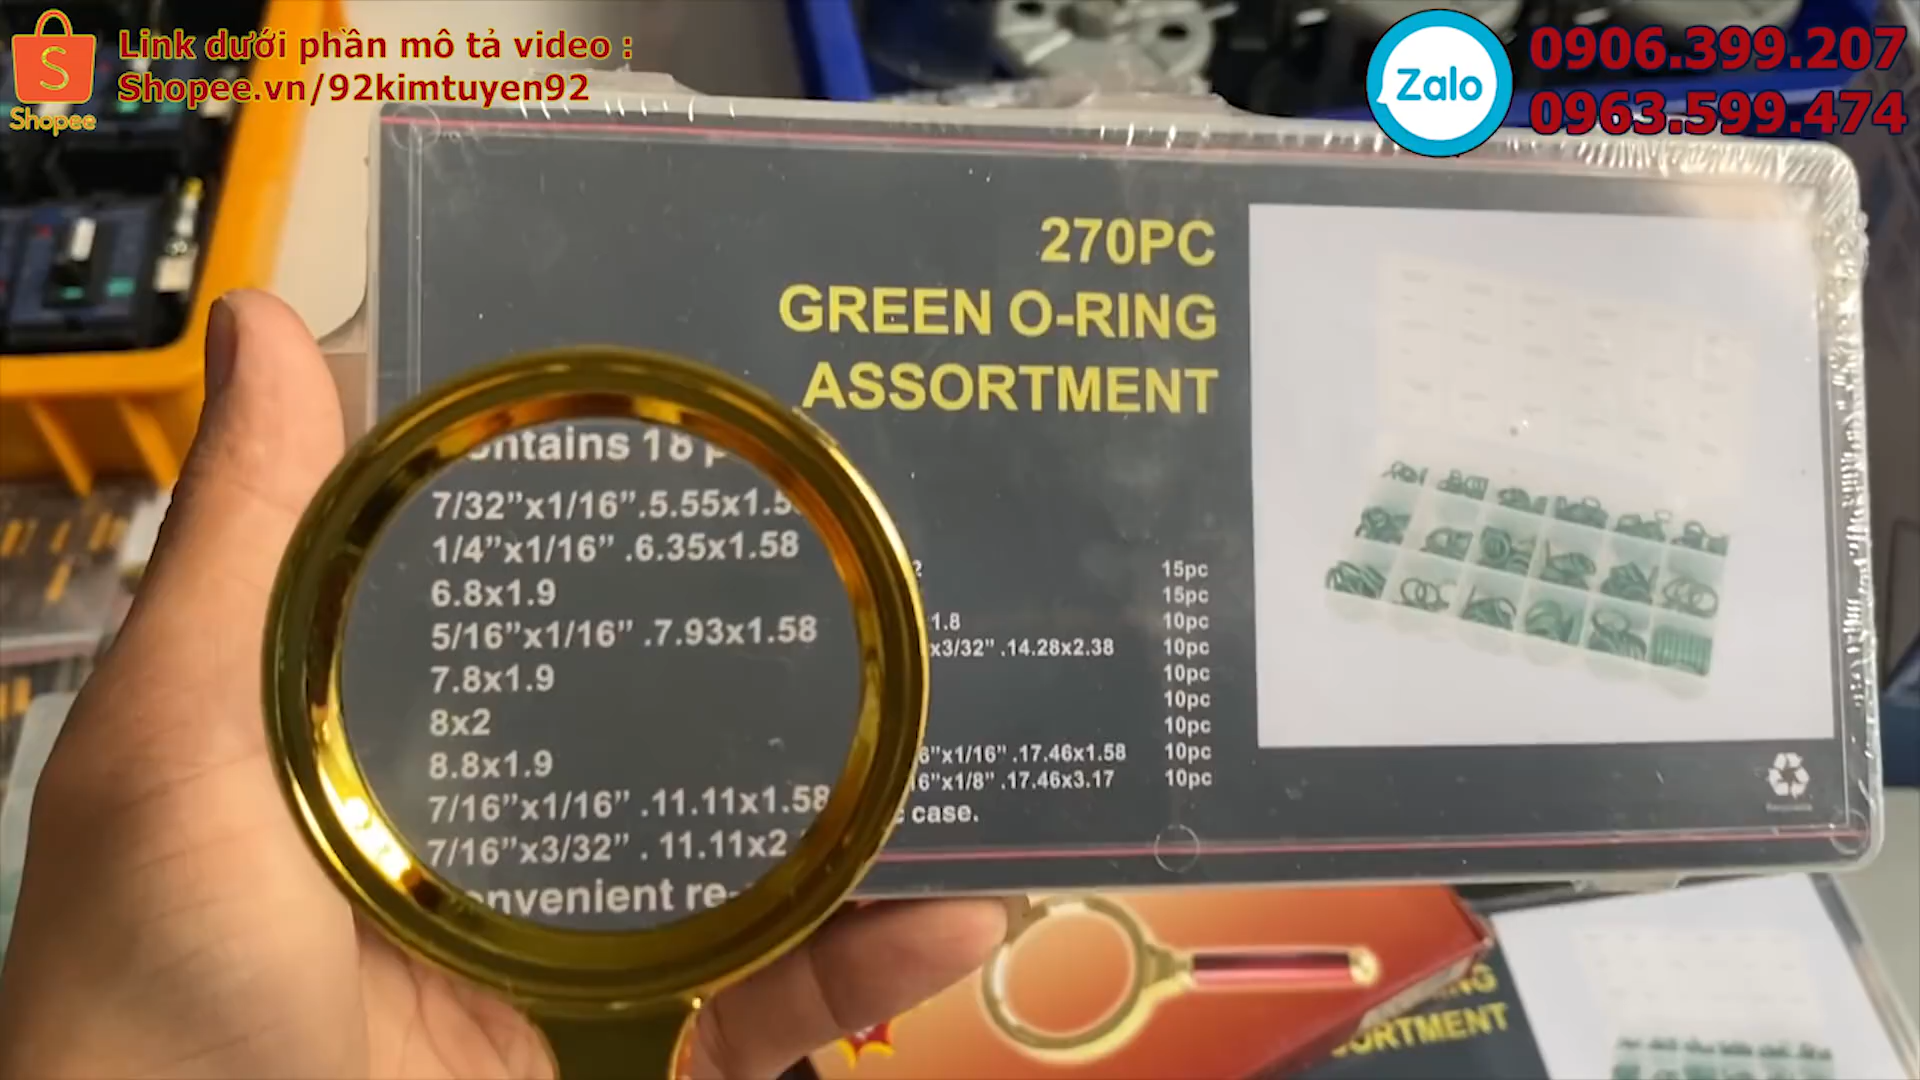 Link dưới phần mô tả video :
Shopee.vn/92kimtuyen92
Shopee
Zalo
0906.399.207
0963.599.474
270PC
GREEN O-RING
ASSORTMENT
ntains 18
7/32”x1/16”.5.55x1.5
1/4”x1/16” .6.35x1.58
6.8x1.9
5/16”x1/16” .7.93x1.58
7.8x1.9
8x2
8.8x1.9
7/16”x1/16” .11.11x1.58
7/16”x3/32” . 11.11x2
nvenient re-
2 15pc
15pc
1.8 10pc
x3/32” .14.28x2.38 10pc
10pc
10pc
10pc
6”x1/16” .17.46x1.58 10pc
16”x1/8” .17.46x3.17 10pc
c case.
NG
ORTMENT